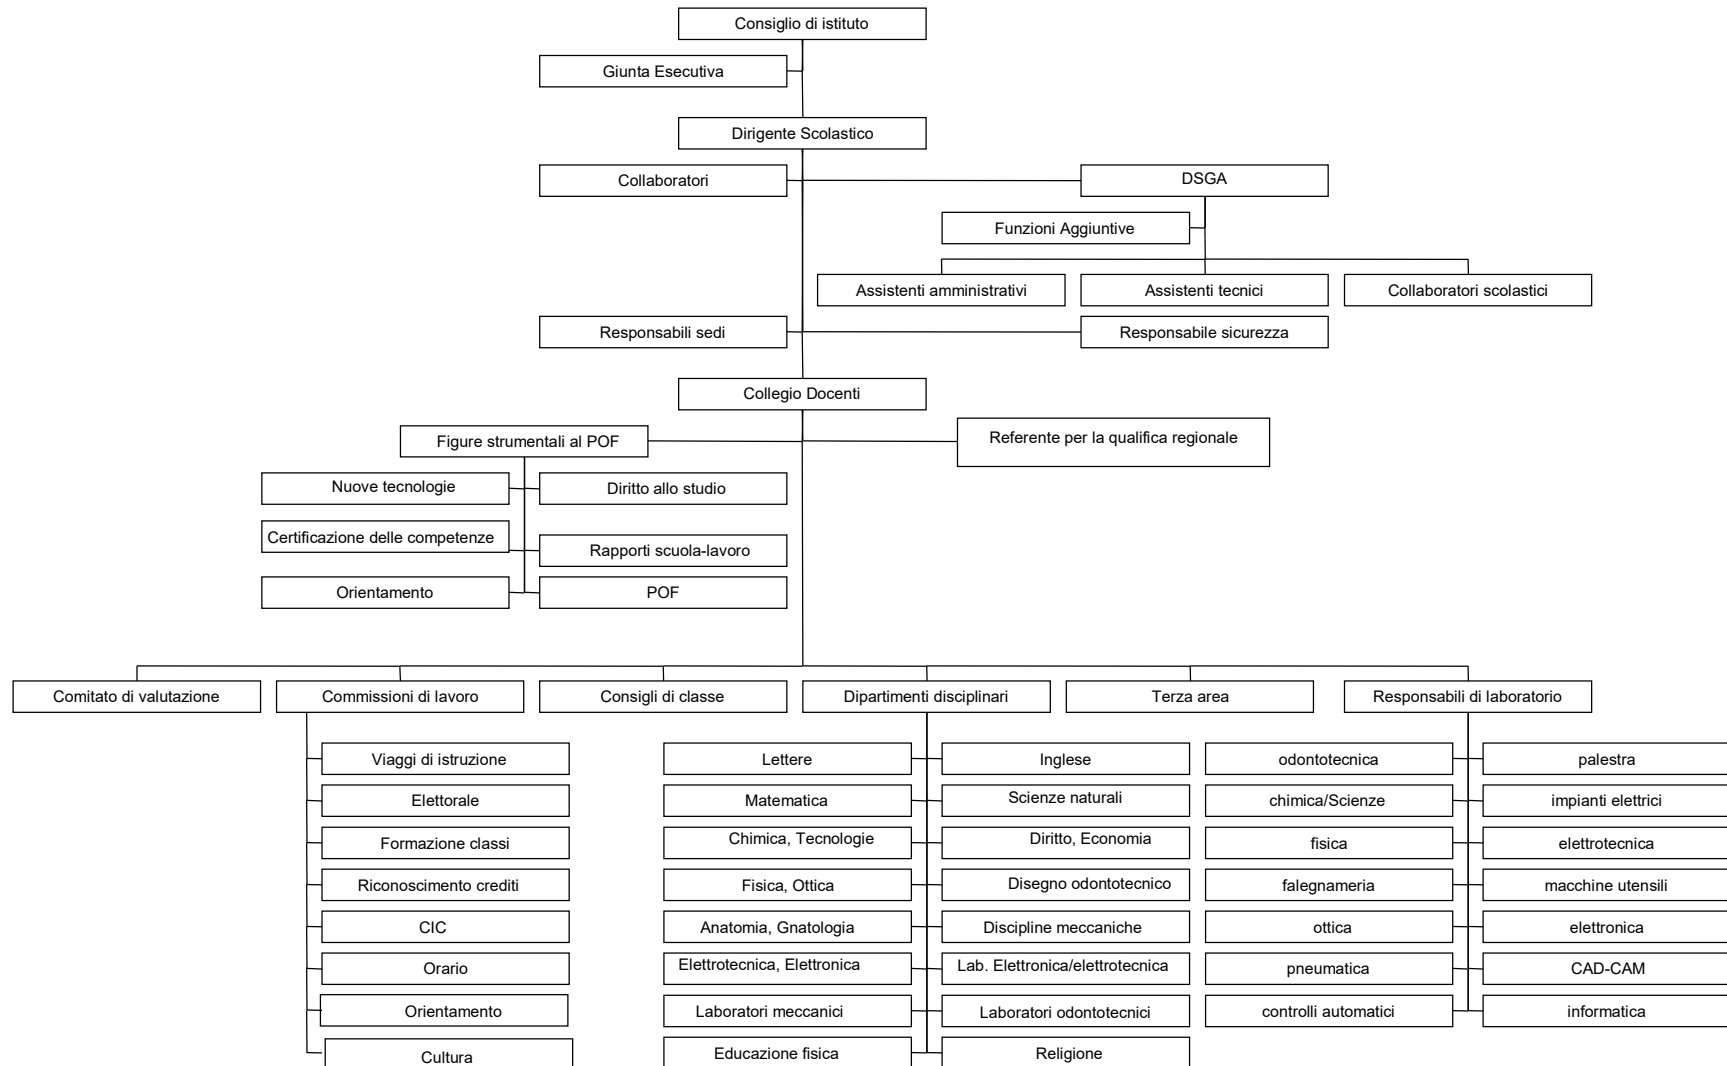 Consiglio di istituto
Giunta Esecutiva
Dirigente Scolastico
Collaboratori
DSGA
Funzioni Aggiuntive
Assistenti amministrativi
Assistenti tecnici
Collaboratori scolastici
Responsabili sedi
Responsabile sicurezza
Collegio Docenti
Figure strumentali al POF
Referente per la qualifica regionale
Nuove tecnologie
Diritto allo studio
Certificazione delle competenze
Rapporti scuola-lavoro
Orientamento
POF
Comitato di valutazione
Commissioni di lavoro
Consigli di classe
Dipartimenti disciplinari
Terza area
Responsabili di laboratorio
Viaggi di istruzione
Elettorale
Formazione classi
Riconoscimento crediti
CIC
Orario
Orientamento
Cultura
Lettere
Inglese
Matematica
Scienze naturali
Chimica, Tecnologie
Diritto, Economia
Fisica, Ottica
Disegno odontotecnico
Anatomia, Gnatologia
Discipline meccaniche
Elettrotecnica, Elettronica
Lab. Elettronica/elettrotecnica
Laboratori meccanici
Laboratori odontotecnici
Educazione fisica
Religione
odontotecnica
palestra
chimica/Scienze
impianti elettrici
fisica
elettrotecnica
falegnameria
macchine utensili
ottica
elettronica
pneumatica
CAD-CAM
controlli automatici
informatica